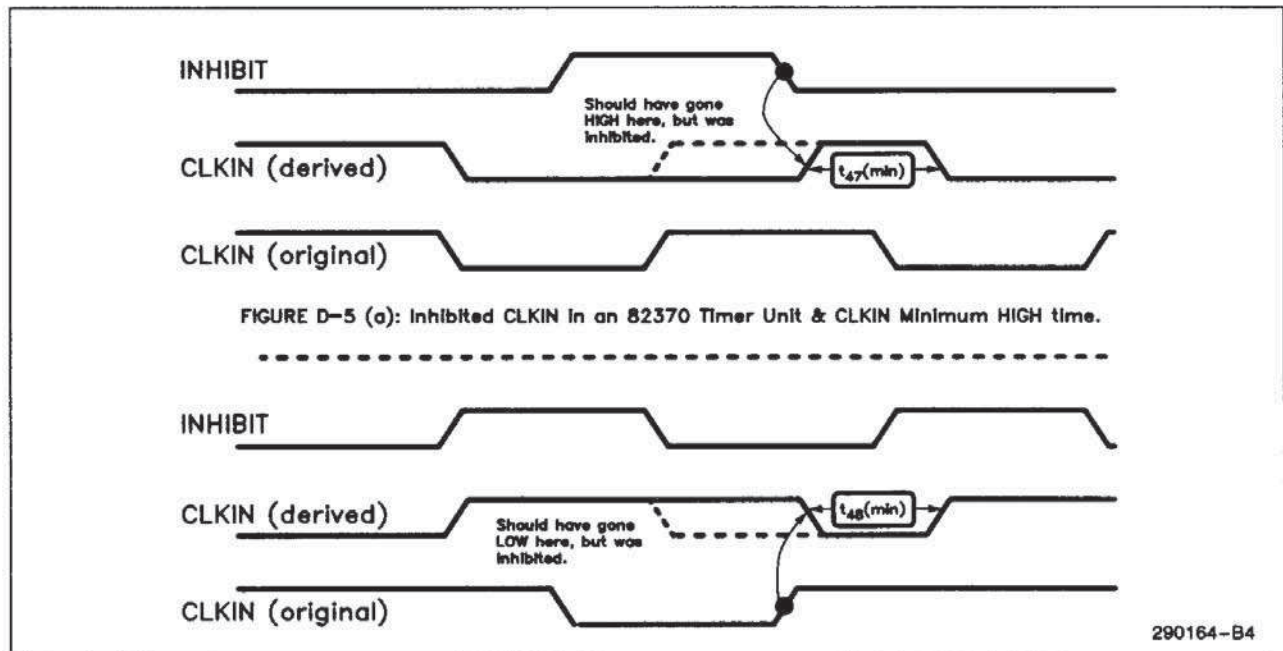 INHIBIT
Should have gone
HIGH here, but was
inhibited.
CLKIN (derived)
t47(min)
CLKIN (original)
FIGURE D-5 (a): Inhibited CLKIN in an 82370 Timer Unit & CLKIN Minimum HIGH time.
INHIBIT
CLKIN (derived)
t48(min)
Should have gone
LOW here, but was
inhibited.
CLKIN (original)
290164-B4